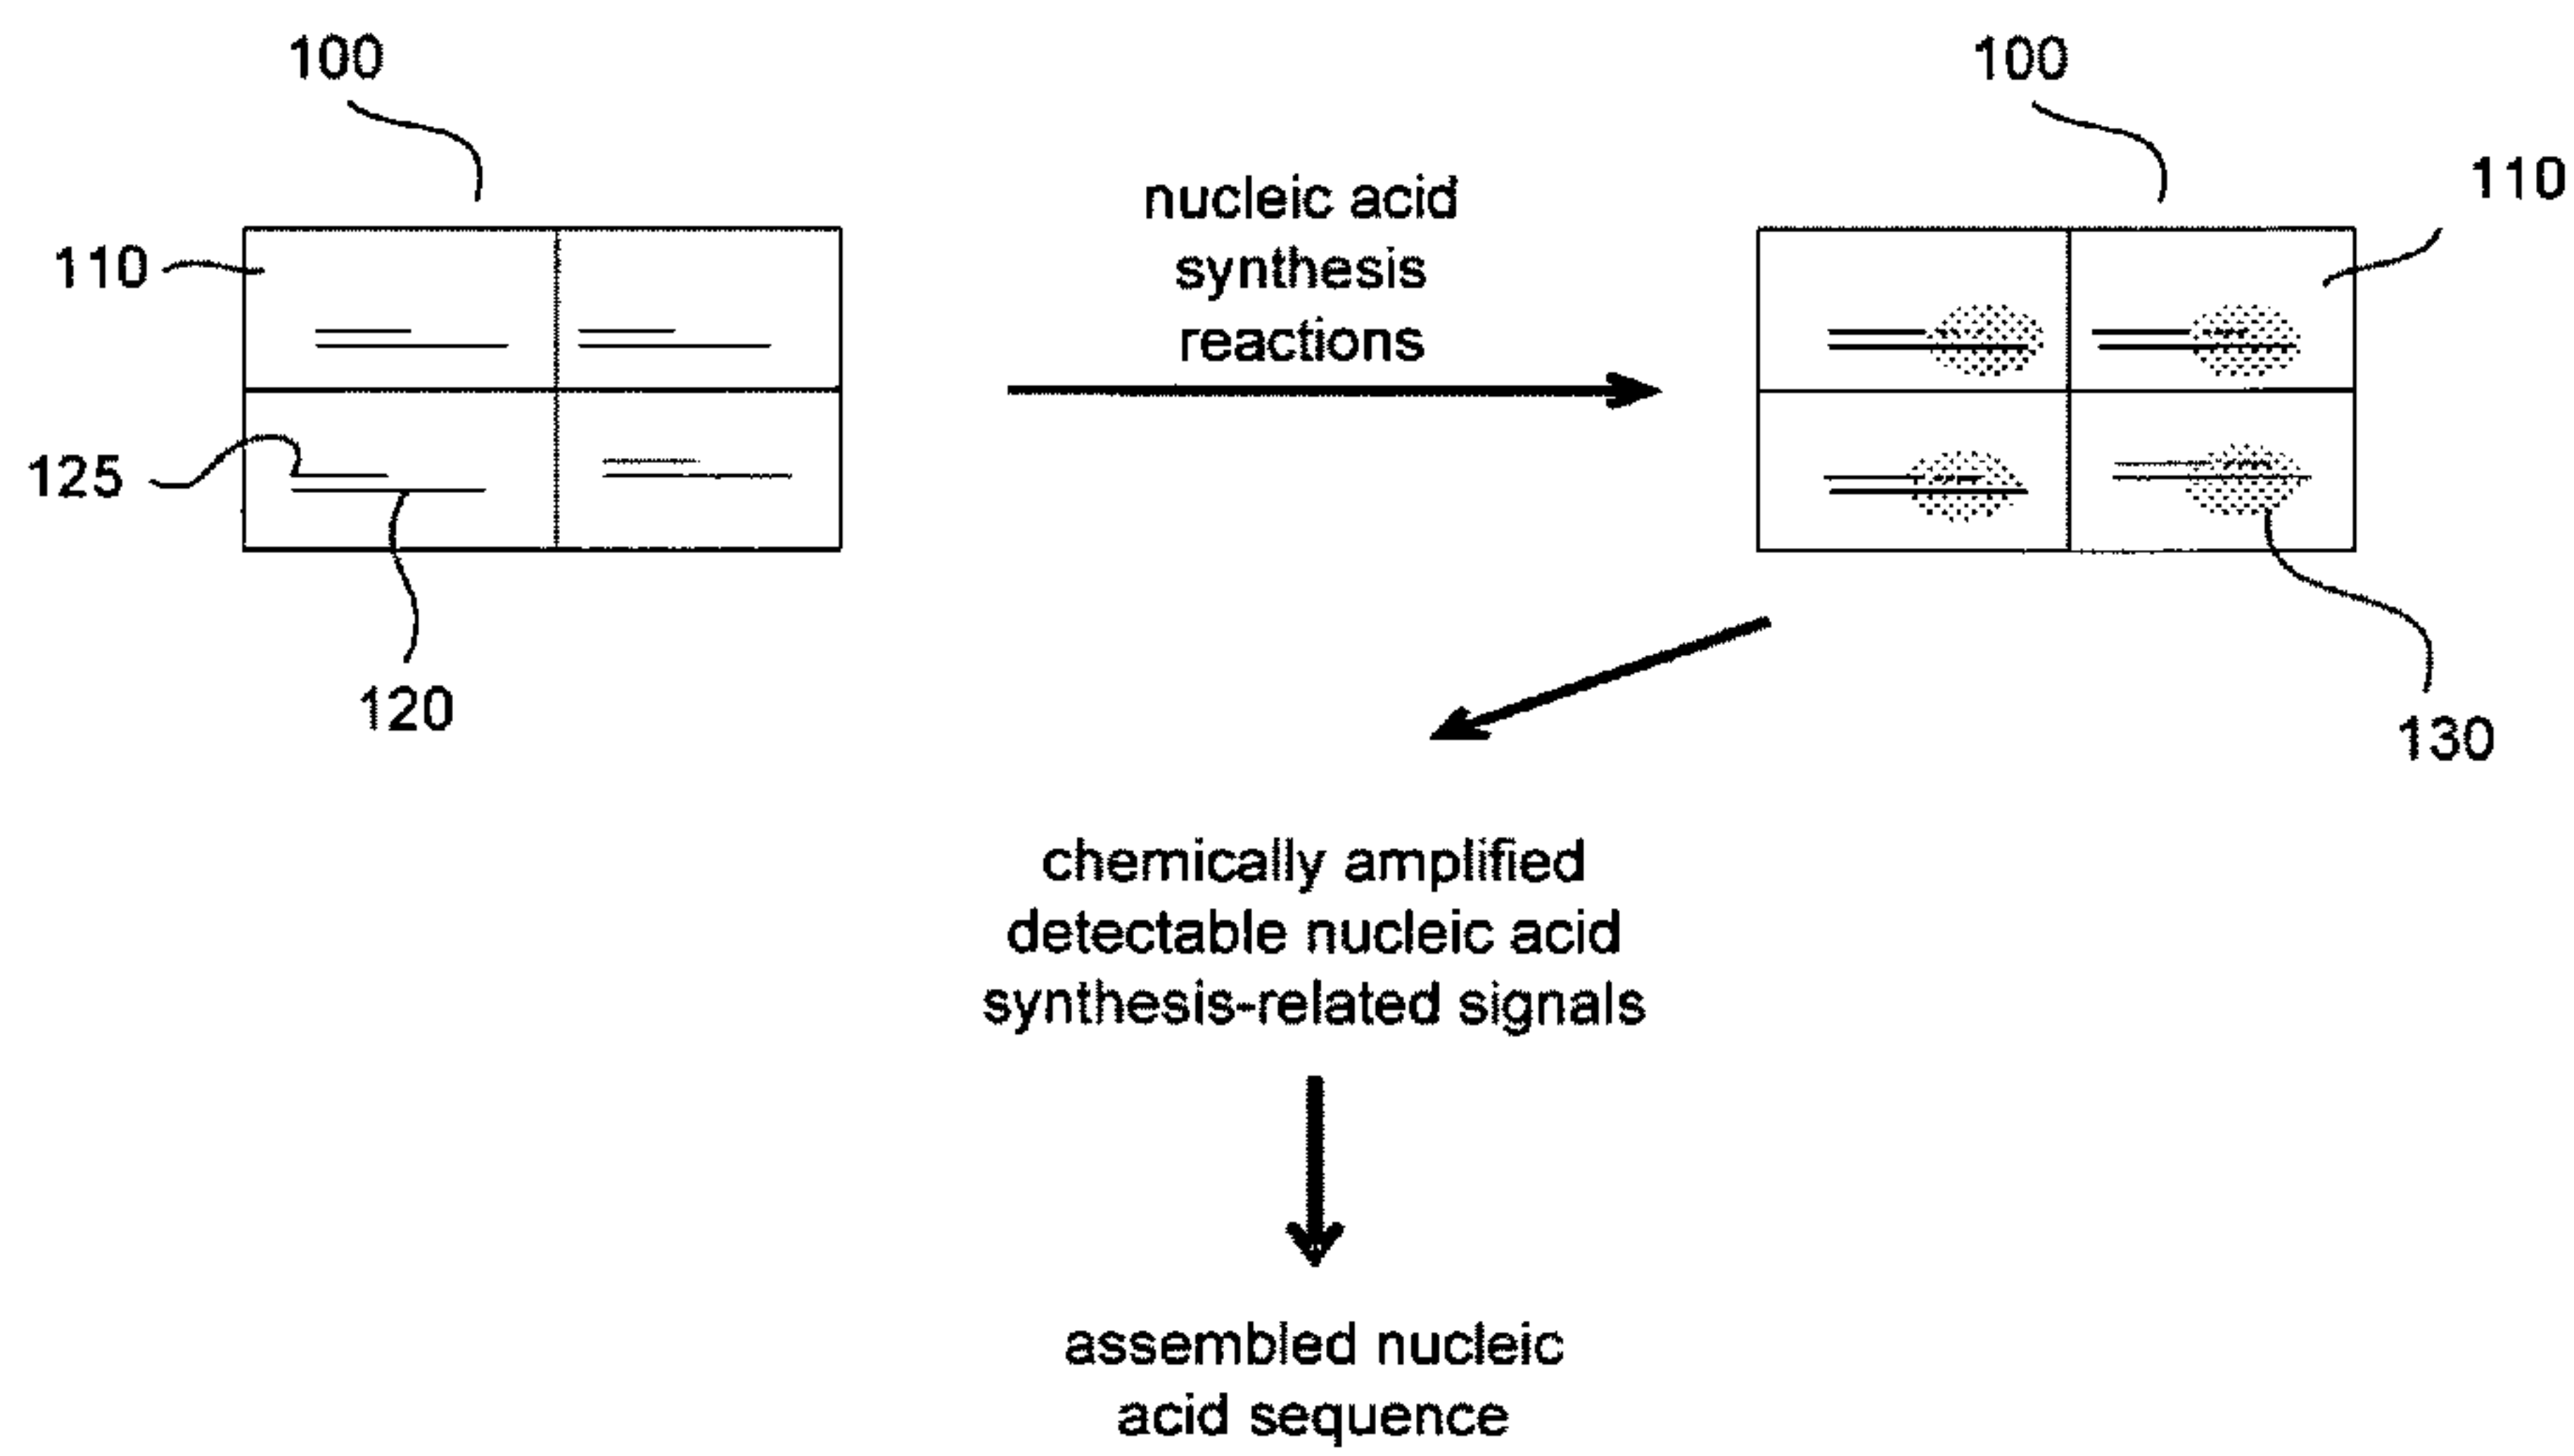 100
100
110
110
nucleic acid
synthesis
reactions
125
120
130
chemically amplified
detectable nucleic acid
synthesis-related signals
assembled nucleic
acid sequence